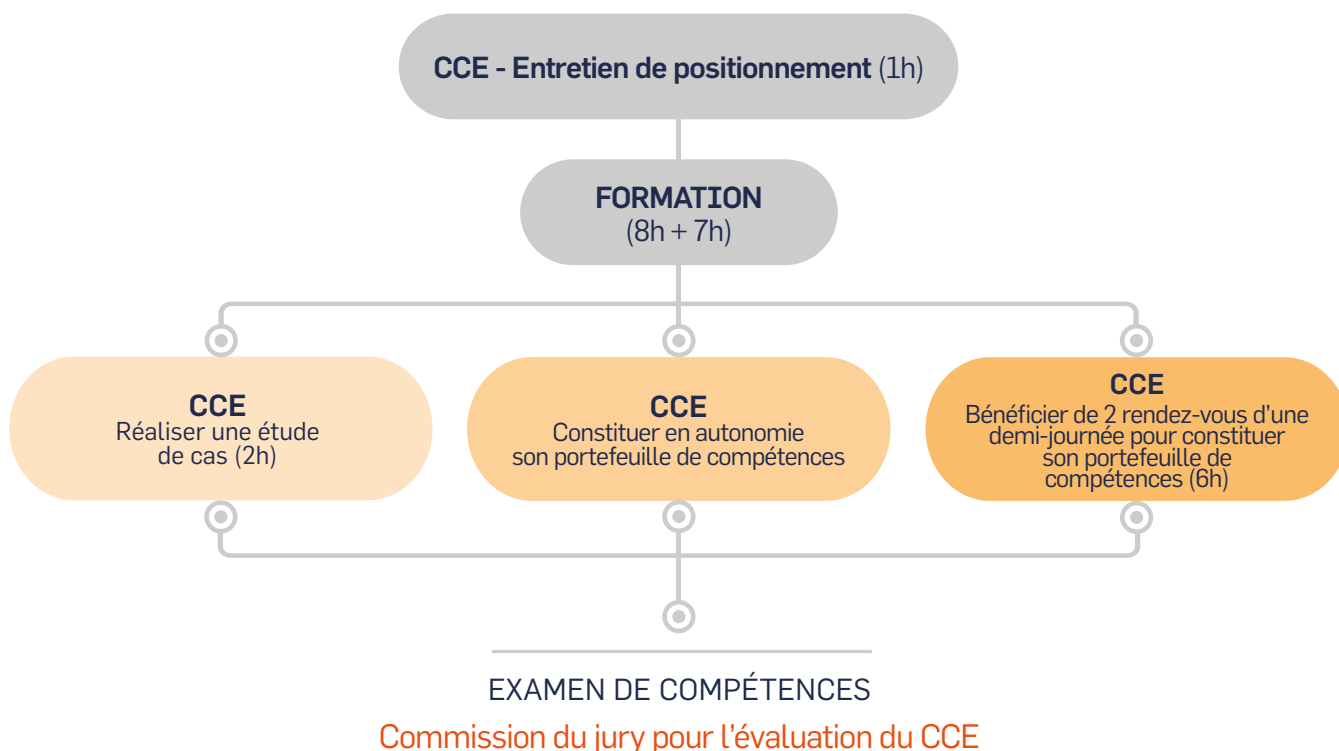 CCE - Entretien de positionnement (1h)
FORMATION
(8h + 7h)
CCE
Réaliser une étude
de cas (2h)
CCE
Constituer en autonomie
son portefeuille de compétences
CCE
Bénéficier de 2 rendez-vous d'une
demi-journée pour constituer
son portefeuille de
compétences (6h)
EXAMEN DE COMPÉTENCES
Commission du jury pour l'évaluation du CCE